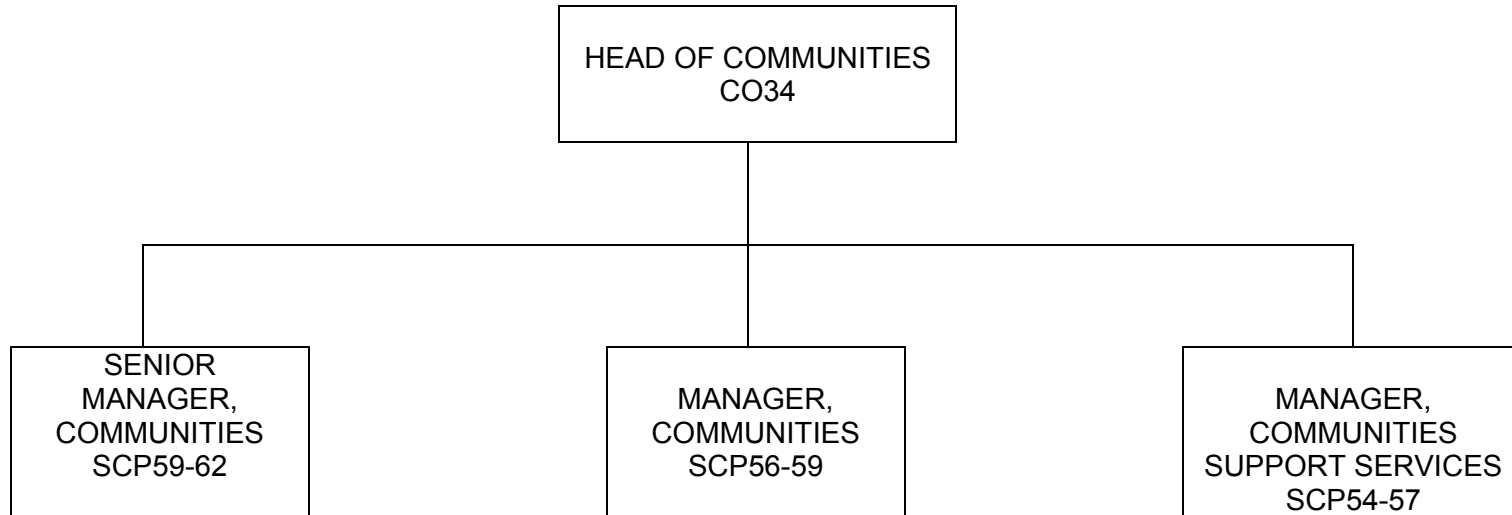 HEAD OF COMMUNITIES
CO34
SENIOR
MANAGER,
COMMUNITIES
SCP59-62
MANAGER,
COMMUNITIES
SCP56-59
MANAGER,
COMMUNITIES
SUPPORT SERVICES
SCP54-57